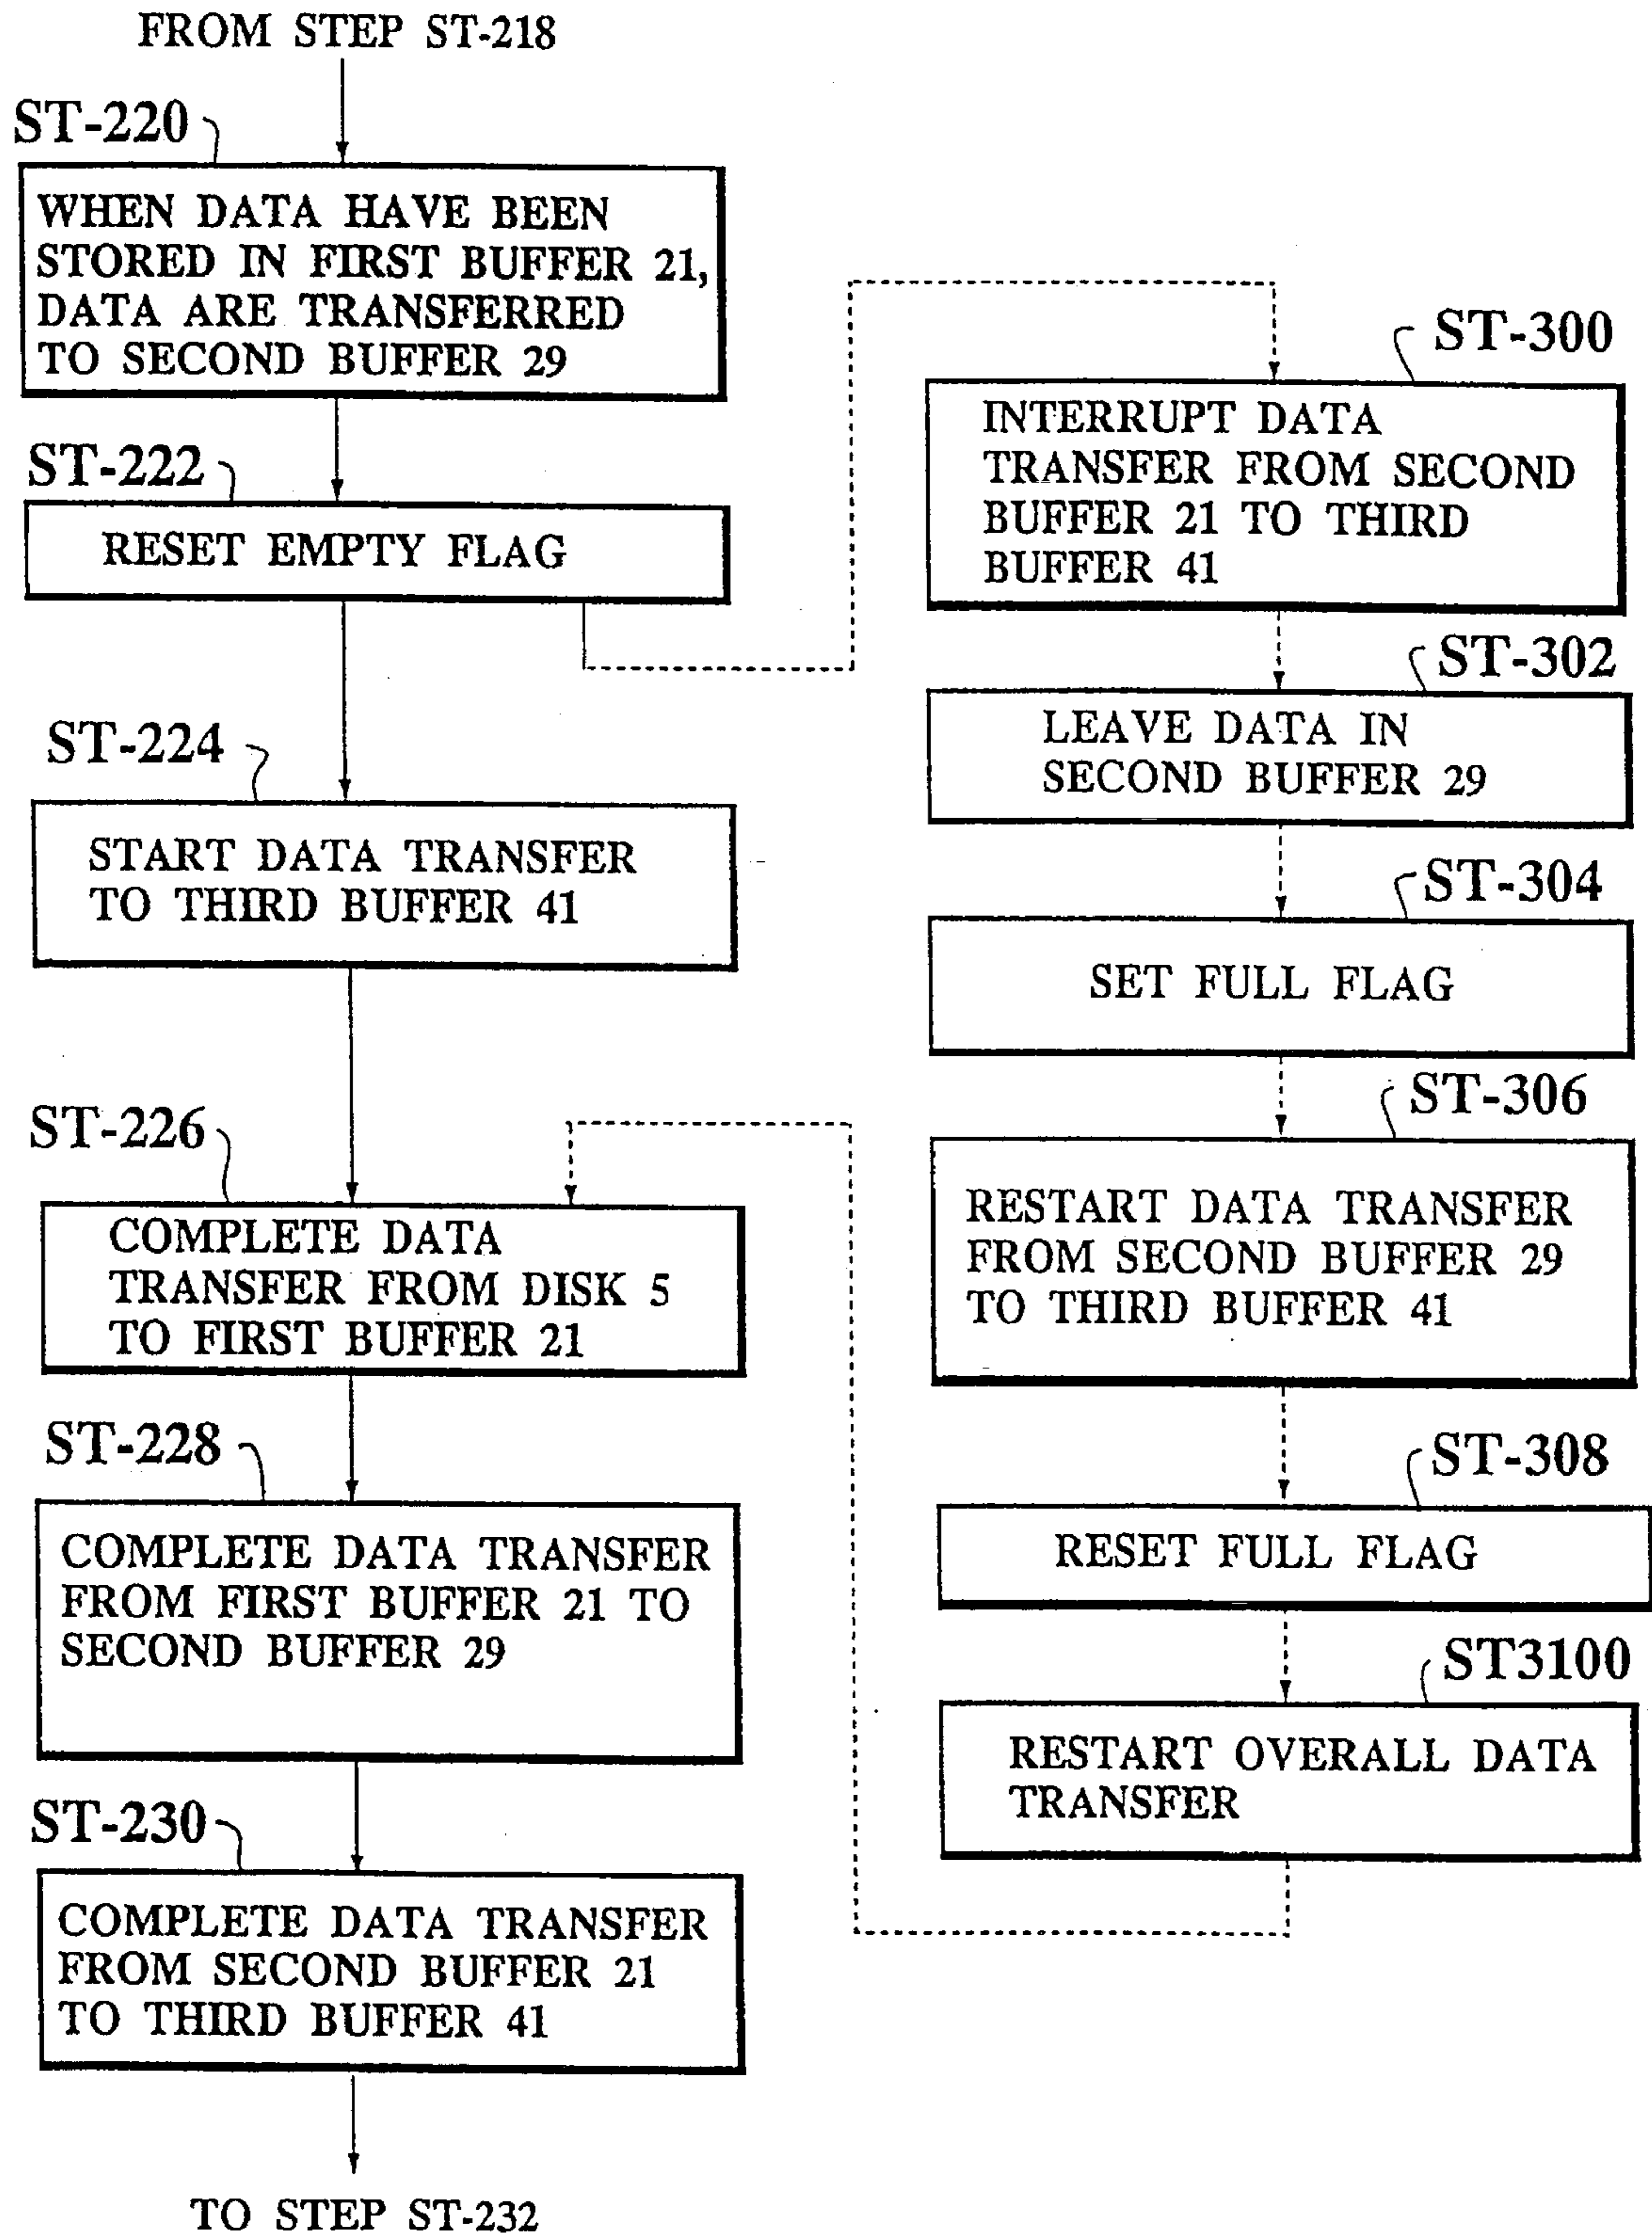 FROM STEP ST-218
ST-220
WHEN DATA HAVE BEEN
STORED IN FIRST BUFFER 21,
DATA ARE TRANSFERRED
TO SECOND BUFFER 29
ST-222
RESET EMPTY FLAG
ST-224
START DATA TRANSFER
TO THIRD BUFFER 41
ST-226
COMPLETE DATA
TRANSFER FROM DISK 5
TO FIRST BUFFER 21
ST-228
COMPLETE DATA TRANSFER
FROM FIRST BUFFER 21 TO
SECOND BUFFER 29
ST-230
COMPLETE DATA TRANSFER
FROM SECOND BUFFER 21
TO THIRD BUFFER 41
TO STEP ST-232
ST-300
INTERRUPT DATA
TRANSFER FROM SECOND
BUFFER 21 TO THIRD
BUFFER 41
ST-302
LEAVE DATA IN
SECOND BUFFER 29
ST-304
SET FULL FLAG
ST-306
RESTART DATA TRANSFER
FROM SECOND BUFFER 29
TO THIRD BUFFER 41
ST-308
RESET FULL FLAG
ST3100
RESTART OVERALL DATA
TRANSFER